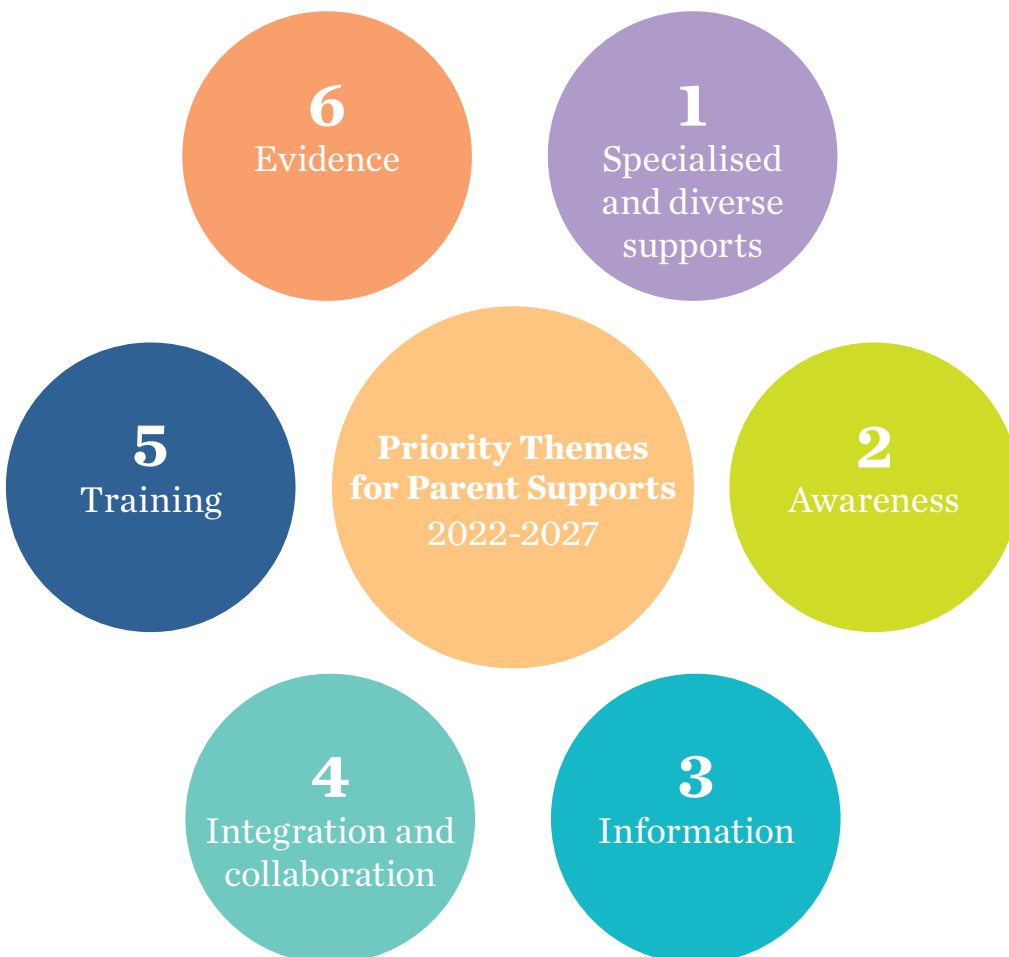 Priority Themes
for Parent Supports
2022-2027
1
Specialised
and diverse
supports
2
Awareness
3
Information
4
Integration and
collaboration
5
Training
6
Evidence